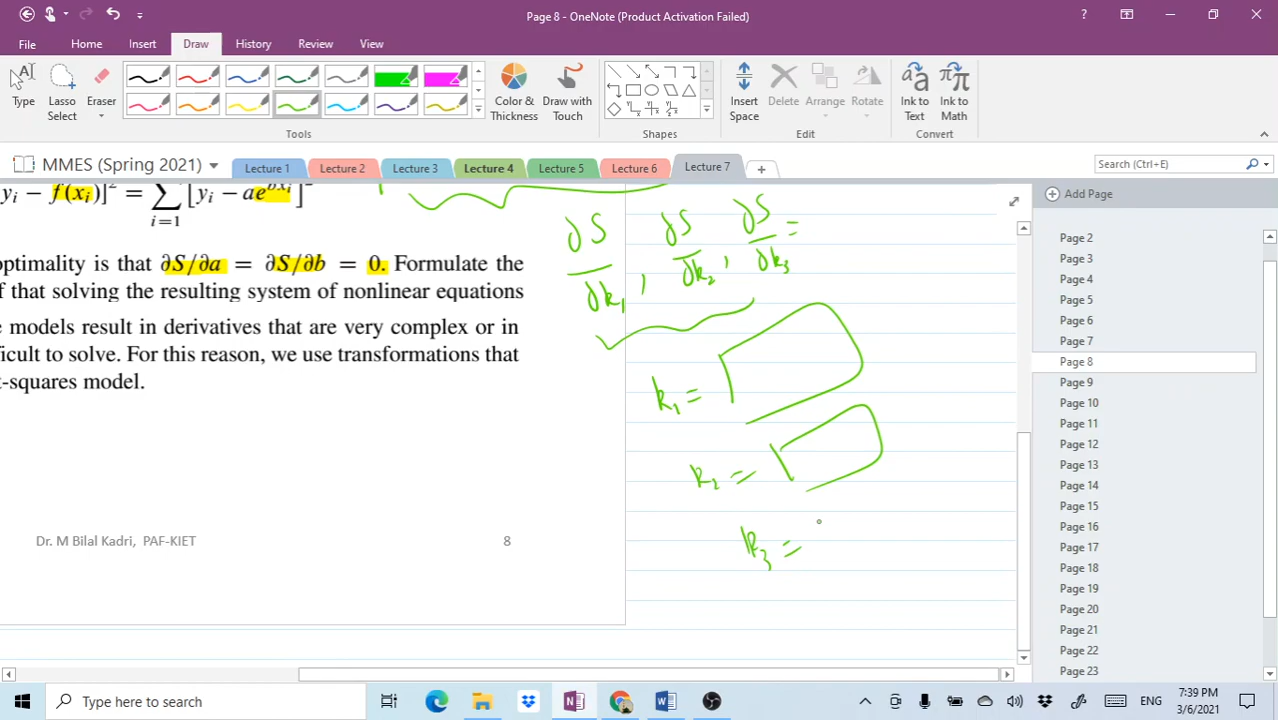 Page 8 - OneNote (Product Activation Failed)
?
File Home Insert Draw History Review View
Type
Lasso Select
Eraser
Color & Thickness
Draw with Touch
Insert Space
Delete
Arrange
Rotate
Ink to Text
Ink to Math
Tools
Shapes
Edit
Convert
MMES (Spring 2021)
Lecture 1 Lecture 2 Lecture 3 Lecture 4 Lecture 5 Lecture 6 Lecture 7 +
Search (Ctrl+E)
yᵢ − f(xᵢ)]² = ∑ᵢ₌₁ [yᵢ − aeᵇˣⁱ]²
optimality is that ∂S/∂a = ∂S/∂b = 0. Formulate the
f that solving the resulting system of nonlinear equations
e models result in derivatives that are very complex or in
ficult to solve. For this reason, we use transformations that
t-squares model.
∂S/∂k₁ , ∂S/∂k₂ , ∂S/∂k₃ =
k₁ =
k₂ =
k₃ =
Dr. M Bilal Kadri, PAF-KIET 8
Add Page
Page 2
Page 3
Page 4
Page 5
Page 6
Page 7
Page 8
Page 9
Page 10
Page 11
Page 12
Page 13
Page 14
Page 15
Page 16
Page 17
Page 18
Page 19
Page 20
Page 21
Page 22
Page 23
Type here to search
ENG
7:39 PM
3/6/2021